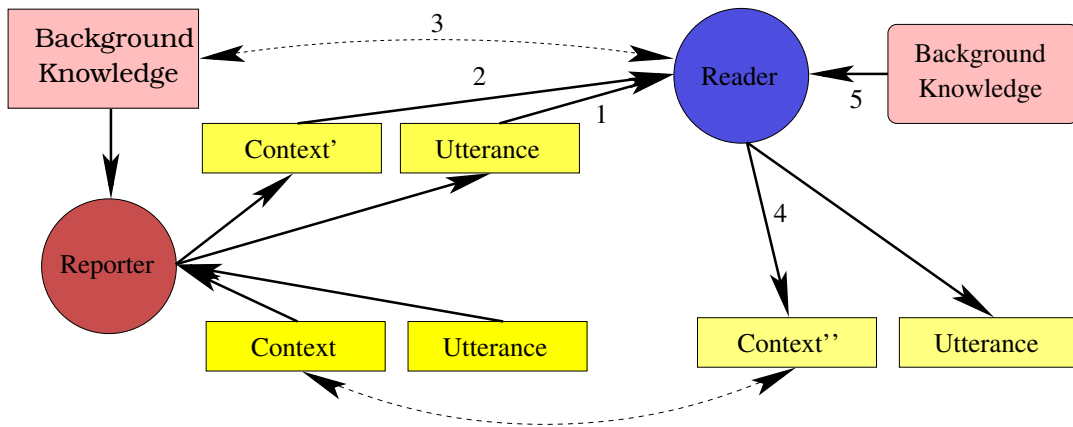 3
Background
Knowledge
Reader
Background
Knowledge
2
5
1
Context'
Utterance
4
Reporter
Context
Utterance
Context''
Utterance